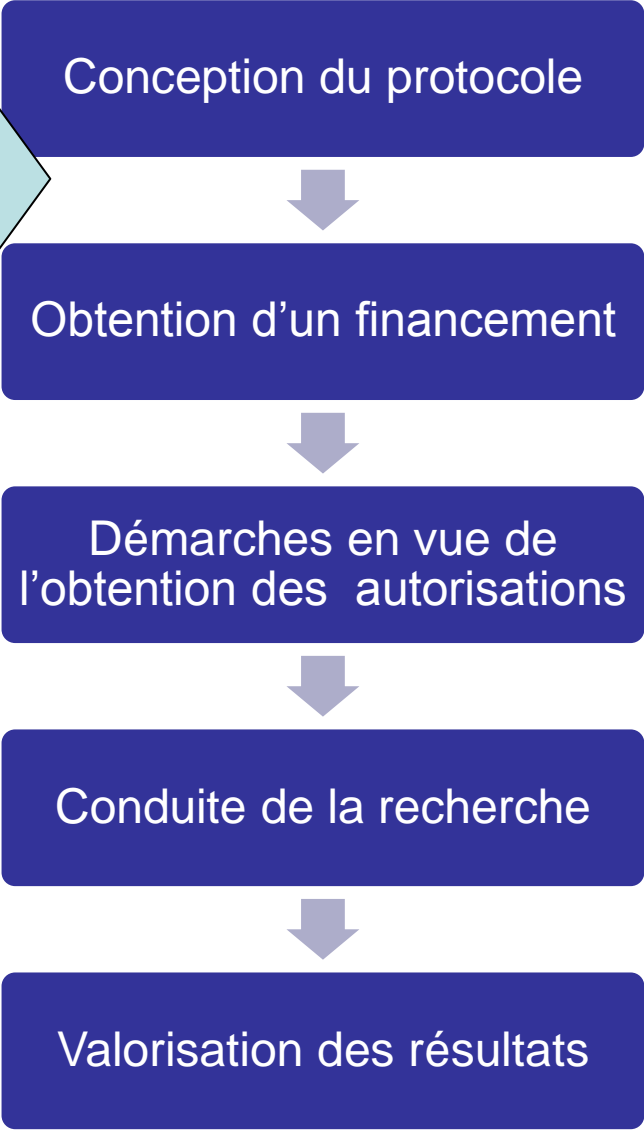 Conception du protocole
Obtention d’un financement
Démarches en vue de
l’obtention des  autorisations
Conduite de la recherche
Valorisation des résultats